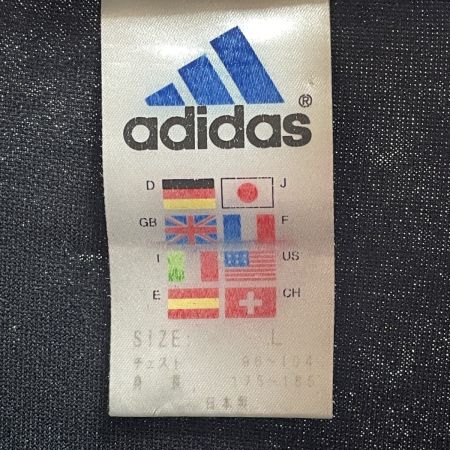 adidas®
D J
GB F
I US
E CH
SIZE: L
チェスト 96-104
身長 175-185
日本製